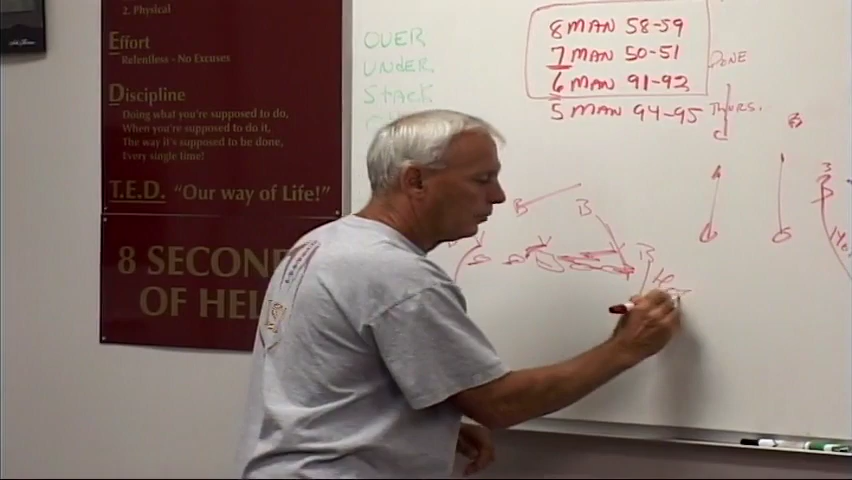 2. Physical
Effort
Relentless - No Excuses
Discipline
Doing what you're supposed to do,
When you're supposed to do it,
The way it's supposed to be done,
Every single time!
T.E.D. "Our way of Life!"
8 SECONDS
OF HELL
OVER
UNDER
Stack
8 MAN 58-59
7 MAN 50-51
6 MAN 91-92
5 MAN 94-95
DONE
THURS.
C
B
B
B
B
3